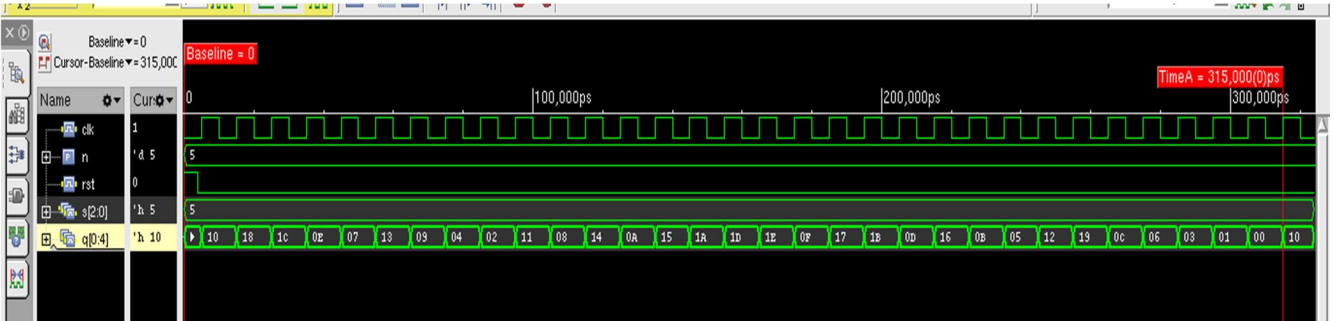 Baseline▼=0
Cursor-Baseline▼=315,000
Baseline = 0
TimeA = 315,000(0)ps
Name
0
100,000ps
200,000ps
300,000ps
clk 1
n 'd 5 5
rst 0
s[2:0] 'h 5 5
q[0:4] 'h 10 10 18 1C 0E 07 13 09 04 02 11 08 14 0A 15 1A 1D 1E 0F 17 1B 0D 16 0B 05 12 19 0C 06 03 01 00 10